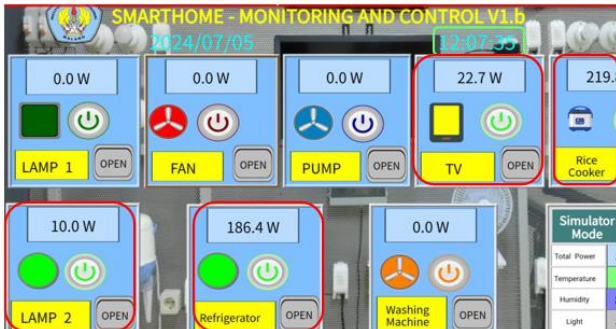 SMARTHOME - MONITORING AND CONTROL V1.b
2024/07/05
12:07:35
0.0 W
0.0 W
0.0 W
22.7 W
LAMP 1
OPEN
FAN
OPEN
PUMP
OPEN
TV
OPEN
Rice
Cooker
10.0 W
186.4 W
0.0 W
Simulator
Mode
Total Power
Temperature
Humidity
Light
LAMP 2
OPEN
Refrigerator
OPEN
Washing
Machine
OPEN